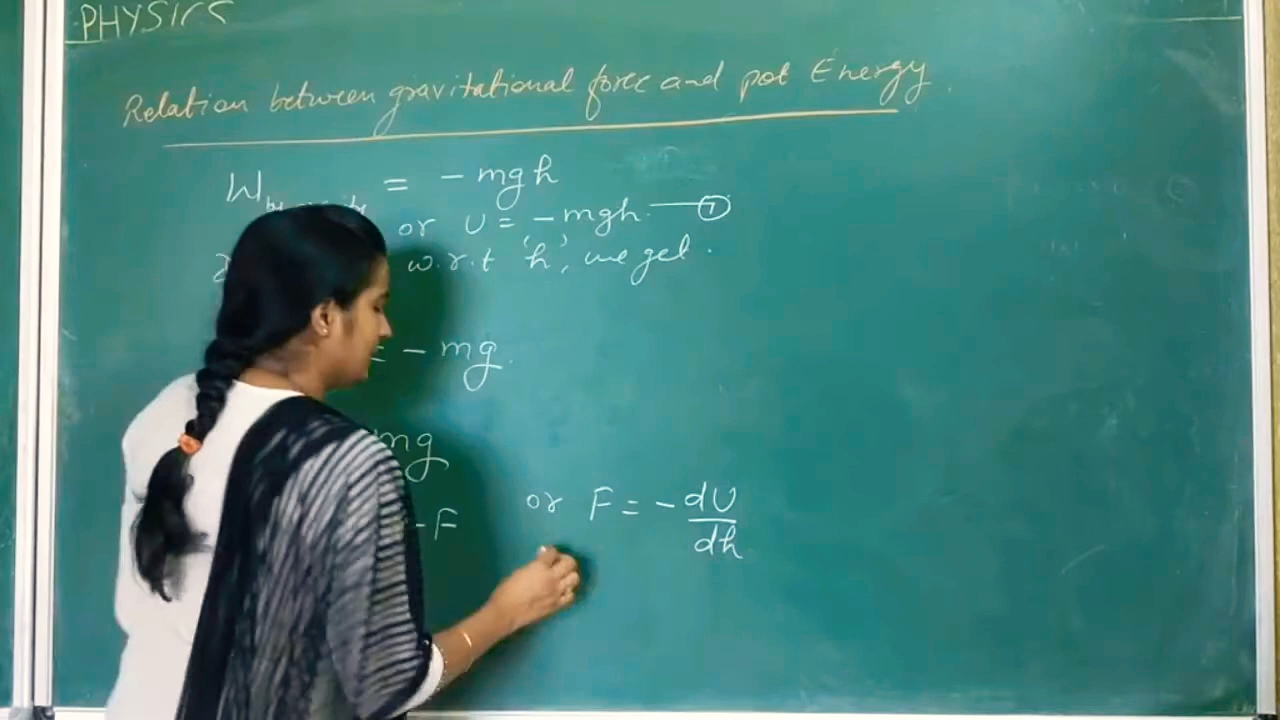 PHYSICS
Relation between gravitational force and pot Energy.
W = - mgh
or U = - mgh. ①
w.r.t 'h', we get.
= - mg.
mg
- F or F = - dU/dh